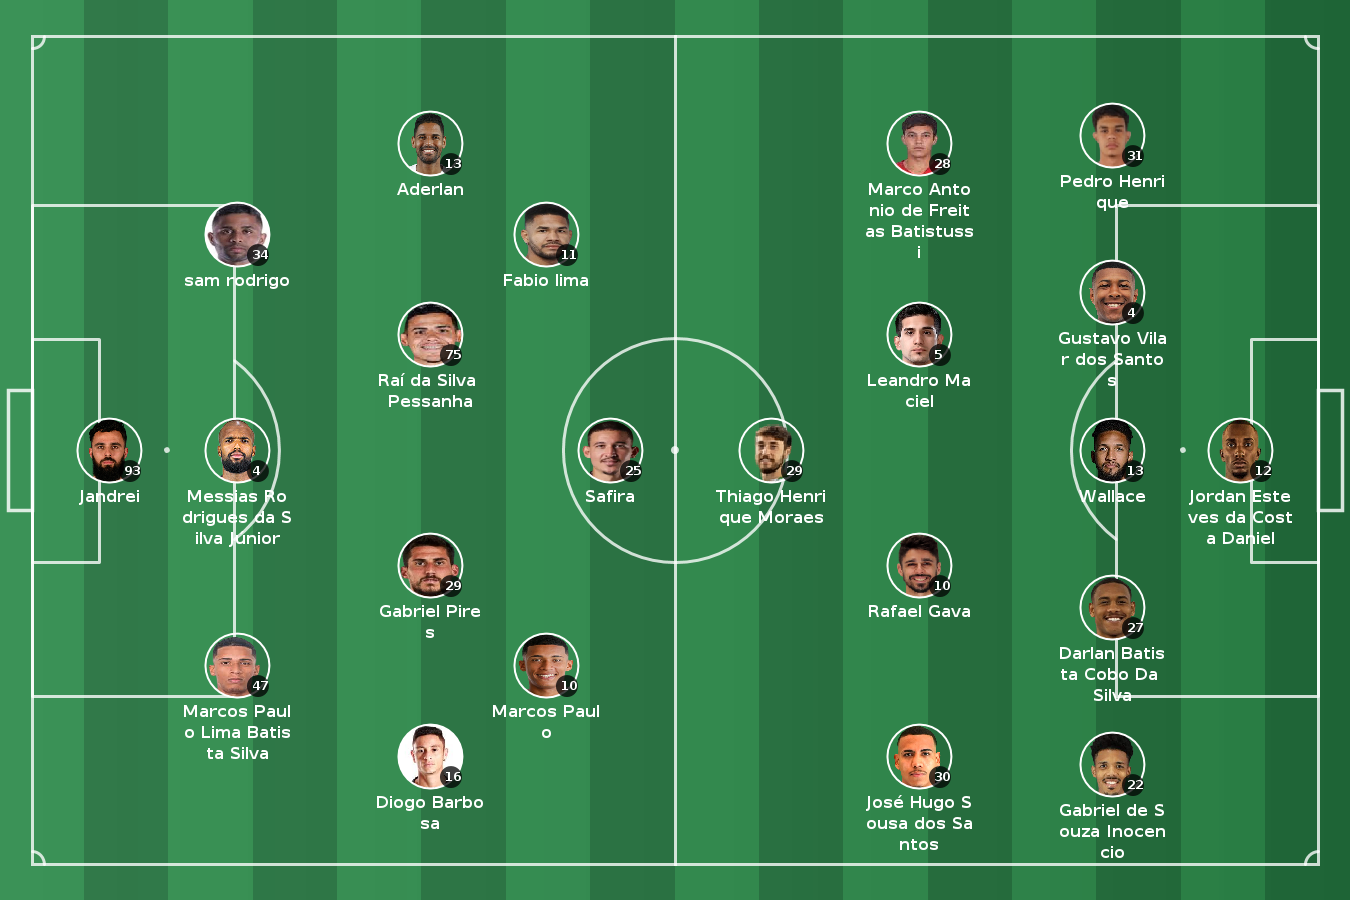 93
Jandrei
34
sam rodrigo
4
Messias Ro
drigues da S
ilva Júnior
47
Marcos Paul
o Lima Batis
ta Silva
13
Aderlan
75
Raí da Silva
Pessanha
29
Gabriel Pire
s
16
Diogo Barbo
sa
11
Fabio lima
10
Marcos Paul
o
25
Safira
29
Thiago Henri
que Moraes
28
Marco Anto
nio de Freit
as Batistuss
i
5
Leandro Ma
ciel
10
Rafael Gava
30
José Hugo S
ousa dos Sa
ntos
31
Pedro Henri
que
4
Gustavo Vila
r dos Santo
s
13
Wallace
27
Darlan Batis
ta Cobo Da
Silva
22
Gabriel de S
ouza Inocen
cio
12
Jordan Este
ves da Cost
a Daniel